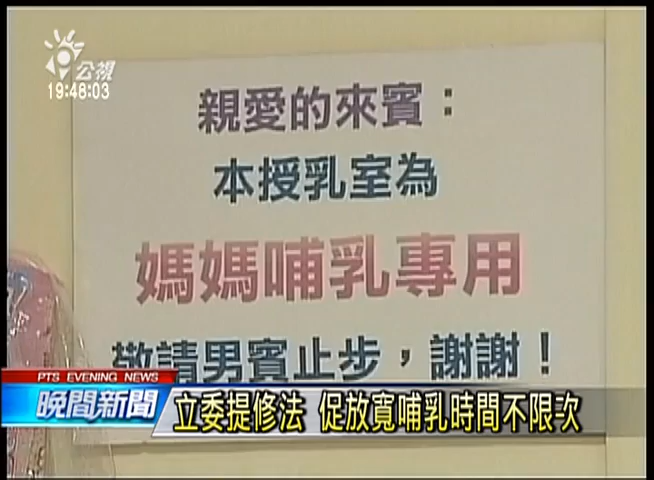 公視
19:48:03
親愛的來賓：
本授乳室為
媽媽哺乳專用
敬請男賓止步，謝謝！
PTS EVENING NEWS
晚間新聞
立委提修法 促放寬哺乳時間不限次